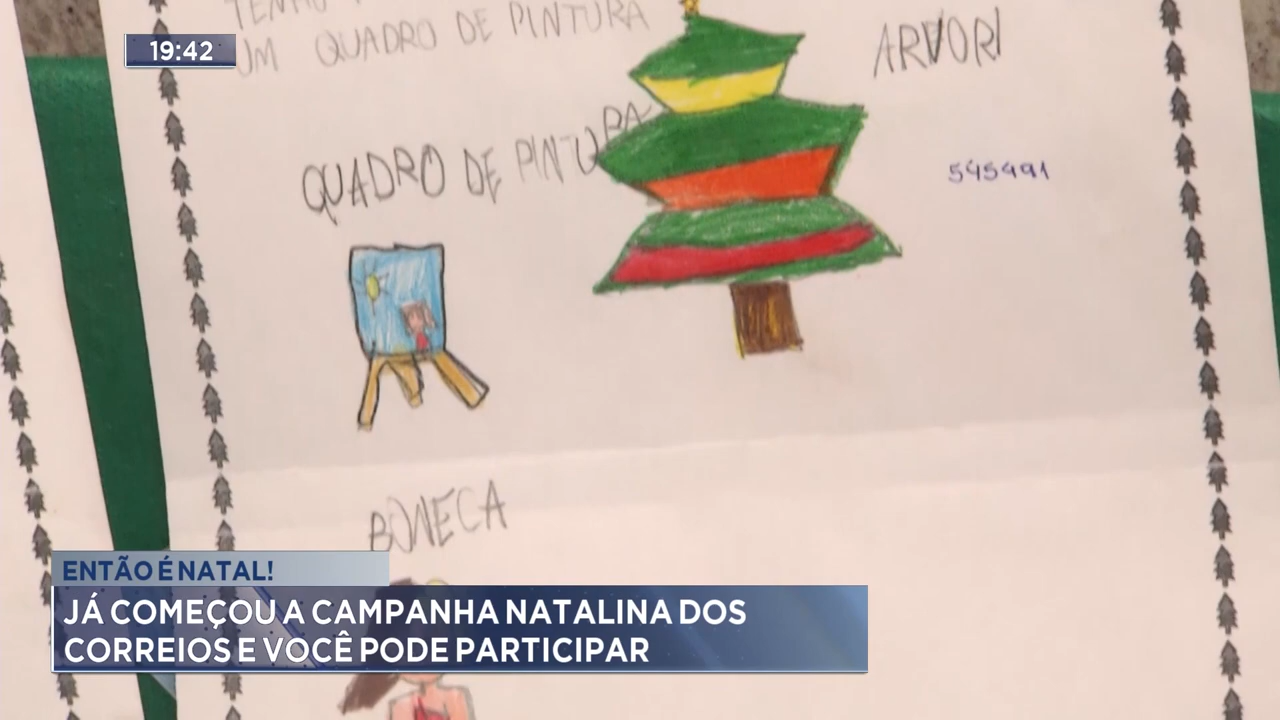 19:42
UM QUADRO DE PINTURA
ARVORI
QUADRO DE PINTURA
545491
BONECA
ENTÃO É NATAL!
JÁ COMEÇOU A CAMPANHA NATALINA DOS
CORREIOS E VOCÊ PODE PARTICIPAR